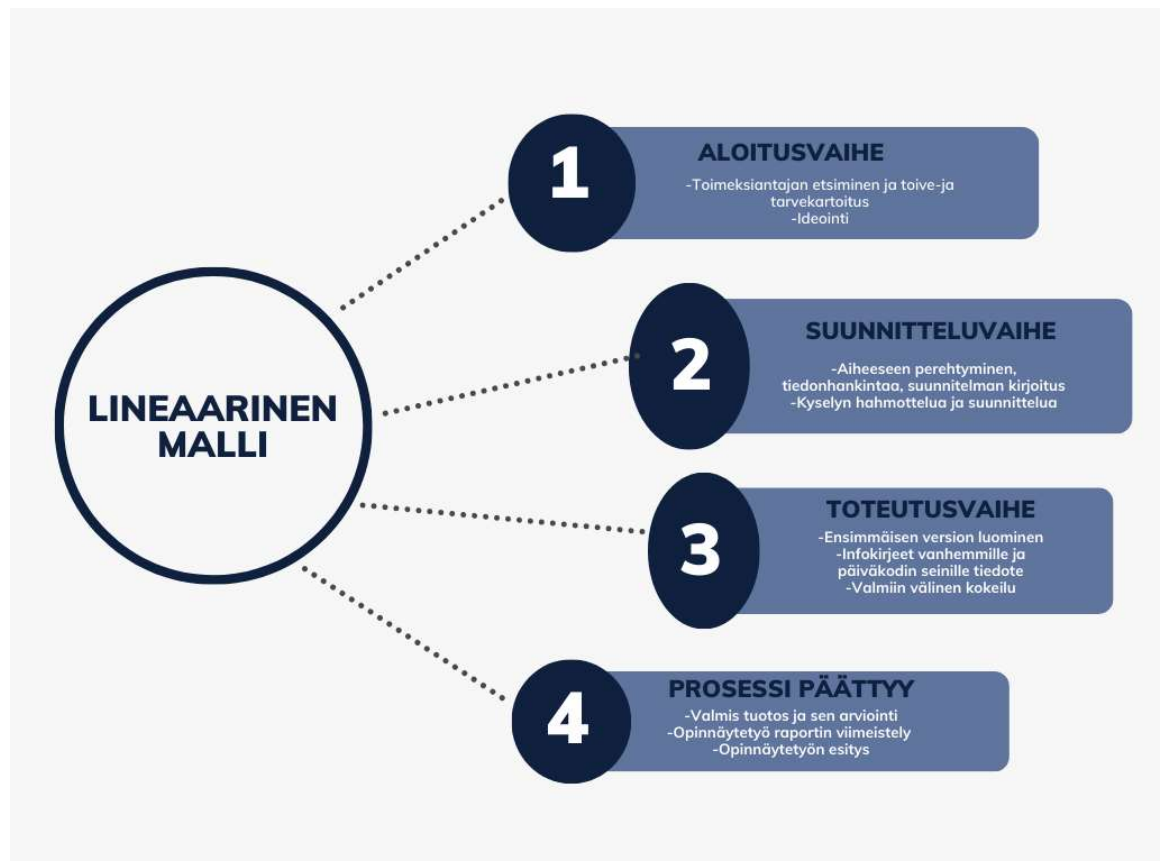 LINEAARINEN
MALLI
1
ALOITUSVAIHE
-Toimeksiantajan etsiminen ja toive-ja
tarvekartoitus
-Ideointi
2
SUUNNITTELUVAIHE
-Aiheeseen perehtyminen,
tiedonhankintaa, suunnitelman kirjoitus
-Kyselyn hahmottelua ja suunnittelua
3
TOTEUTUSVAIHE
-Ensimmäisen version luominen
-Infokirjeet vanhemmille ja
päiväkodin seinille tiedote
-Valmiin välinen kokeilu
4
PROSESSI PÄÄTTYY
-Valmis tuotos ja sen arviointi
-Opinnäytetyö raportin viimeistely
-Opinnäytetyön esitys